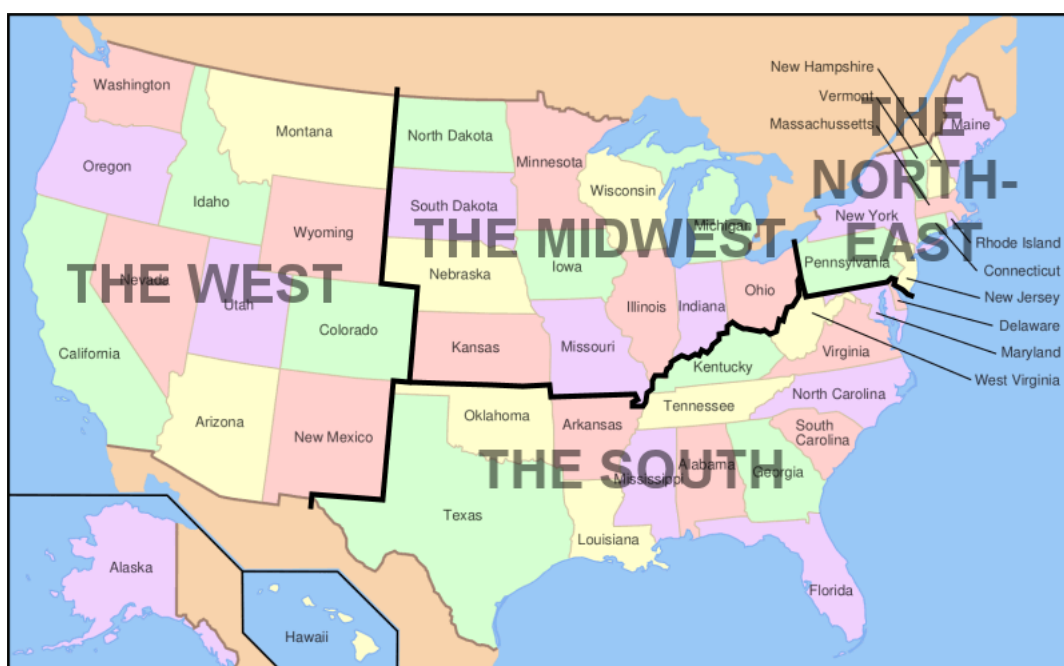 New Hampshire
Vermont
Massachussetts
THE
NORTH-
EAST
Maine
Washington
Montana
North Dakota
Minnesota
Oregon
Idaho
Wyoming
South Dakota
Wisconsin
Michigan
New York
Rhode Island
Connecticut
New Jersey
Delaware
Maryland
West Virginia
THE WEST
THE MIDWEST
Nevada
Utah
Colorado
California
Nebraska
Iowa
Illinois
Indiana
Ohio
Pennsylvania
Kansas
Missouri
Kentucky
Virginia
Arizona
New Mexico
Oklahoma
Arkansas
Tennessee
North Carolina
South
Carolina
THE SOUTH
Mississippi
Alabama
Georgia
Texas
Louisiana
Florida
Alaska
Hawaii